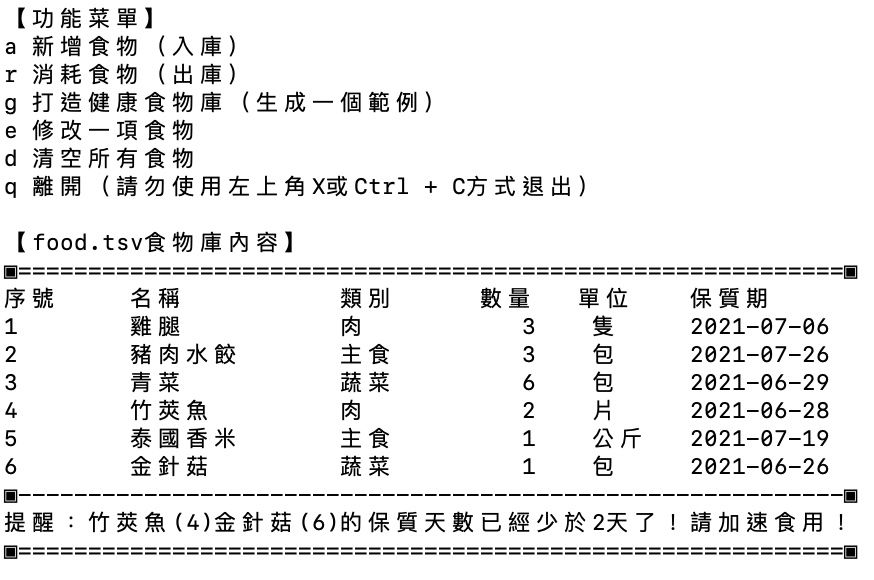 【功能菜單】
a 新增食物（入庫）
r 消耗食物（出庫）
g 打造健康食物庫（生成一個範例）
e 修改一項食物
d 清空所有食物
q 離開（請勿使用左上角X或Ctrl + C方式退出）
【food.tsv食物庫內容】
▣===========================================================▣
序號 名稱 類別 數量 單位 保質期
1 雞腿 肉 3 隻 2021-07-06
2 豬肉水餃 主食 3 包 2021-07-26
3 青菜 蔬菜 6 包 2021-06-29
4 竹莢魚 肉 2 片 2021-06-28
5 泰國香米 主食 1 公斤 2021-07-19
6 金針菇 蔬菜 1 包 2021-06-26
▣-----------------------------------------------------------▣
提醒：竹莢魚(4)金針菇(6)的保質天數已經少於2天了！請加速食用！
▣===========================================================▣